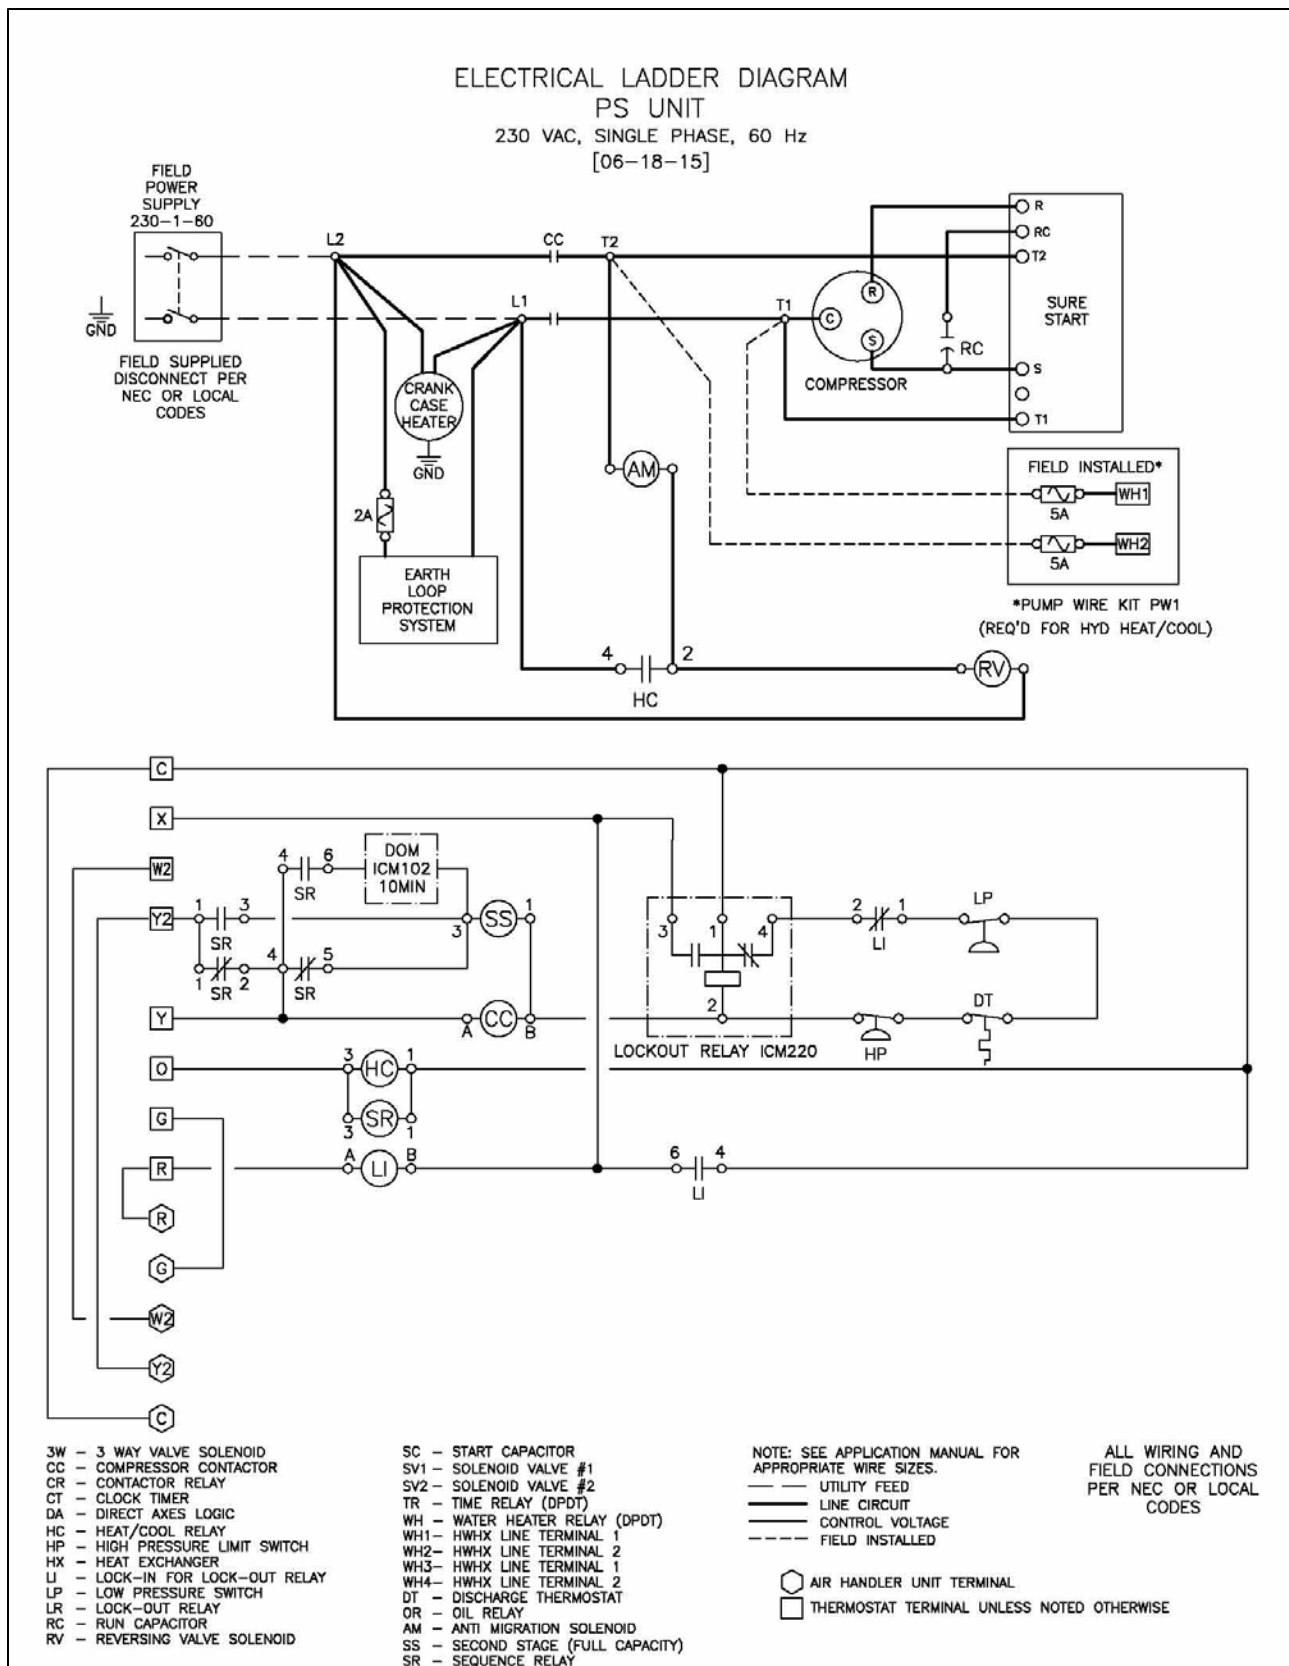 ELECTRICAL LADDER DIAGRAM
PS UNIT
230 VAC, SINGLE PHASE, 60 Hz
[06-18-15]
FIELD
POWER
SUPPLY
230-1-60
L2
CC
T2
R
RC
T2
SURE
START
S
T1
GND
L1
T1
R
C
S
RC
COMPRESSOR
FIELD SUPPLIED
DISCONNECT PER
NEC OR LOCAL
CODES
CRANK
CASE
HEATER
GND
AM
2A
FIELD INSTALLED*
WH1
5A
WH2
5A
EARTH
LOOP
PROTECTION
SYSTEM
*PUMP WIRE KIT PW1
(REQ'D FOR HYD HEAT/COOL)
4
2
HC
RV
C
X
W2
4
6
SR
DOM
ICM102
10MIN
Y2
1
3
SR
3
SS
1
3
1
4
2
1
LI
LP
1
SR
2
4
5
SR
2
DT
Y
A
CC
B
LOCKOUT RELAY ICM220
HP
O
3
HC
1
G
3
SR
1
R
A
LI
B
6
4
LI
R
G
W2
Y2
C
3W - 3 WAY VALVE SOLENOID
CC - COMPRESSOR CONTACTOR
CR - CONTACTOR RELAY
CT - CLOCK TIMER
DA - DIRECT AXES LOGIC
HC - HEAT/COOL RELAY
HP - HIGH PRESSURE LIMIT SWITCH
HX - HEAT EXCHANGER
LI - LOCK-IN FOR LOCK-OUT RELAY
LP - LOW PRESSURE SWITCH
LR - LOCK-OUT RELAY
RC - RUN CAPACITOR
RV - REVERSING VALVE SOLENOID
SC - START CAPACITOR
SV1 - SOLENOID VALVE #1
SV2 - SOLENOID VALVE #2
TR - TIME RELAY (DPDT)
WH - WATER HEATER RELAY (DPDT)
WH1- HWHX LINE TERMINAL 1
WH2- HWHX LINE TERMINAL 2
WH3- HWHX LINE TERMINAL 1
WH4- HWHX LINE TERMINAL 2
DT - DISCHARGE THERMOSTAT
OR - OIL RELAY
AM - ANTI MIGRATION SOLENOID
SS - SECOND STAGE (FULL CAPACITY)
SR - SEQUENCE RELAY
NOTE: SEE APPLICATION MANUAL FOR
APPROPRIATE WIRE SIZES.
UTILITY FEED
LINE CIRCUIT
CONTROL VOLTAGE
FIELD INSTALLED
AIR HANDLER UNIT TERMINAL
THERMOSTAT TERMINAL UNLESS NOTED OTHERWISE
ALL WIRING AND
FIELD CONNECTIONS
PER NEC OR LOCAL
CODES